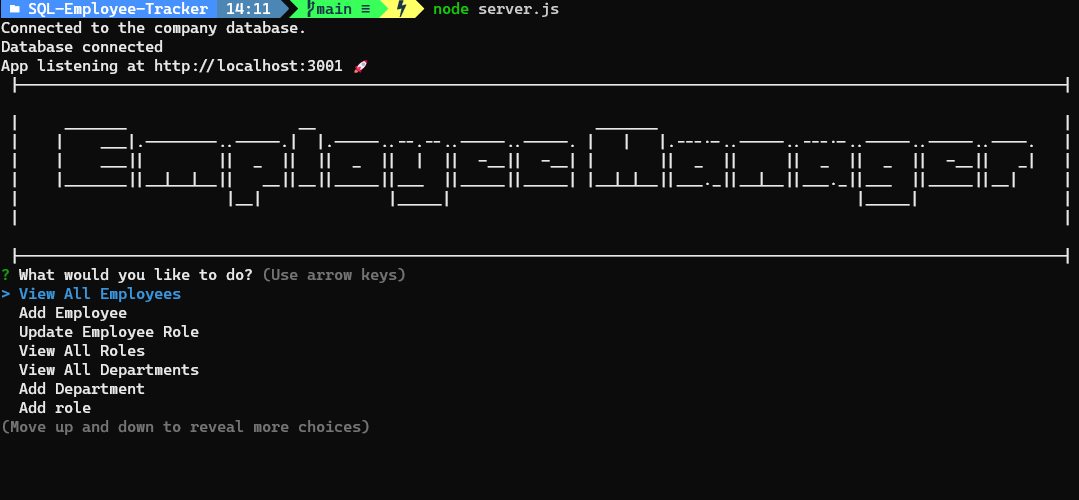 SQL-Employee-Tracker 14:11 main ≡ node server.js
Connected to the company database.
Database connected
App listening at http://localhost:3001 🚀
Employee Manager
? What would you like to do? (Use arrow keys)
> View All Employees
Add Employee
Update Employee Role
View All Roles
View All Departments
Add Department
Add role
(Move up and down to reveal more choices)